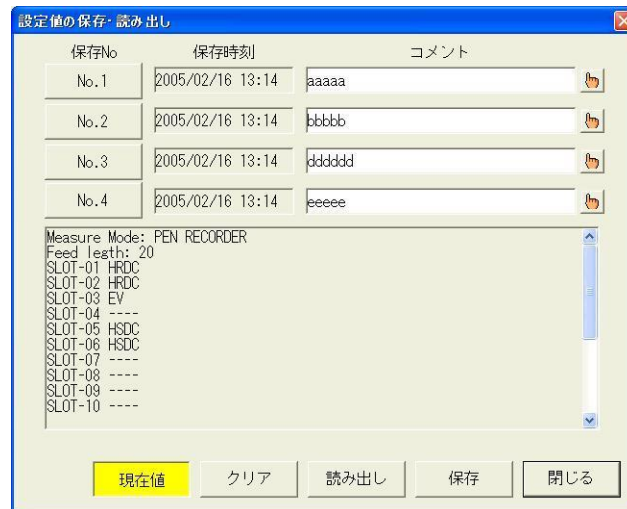 設定値の保存・読み出し
保存No 保存時刻 コメント
No.1 2005/02/16 13:14 aaaaa
No.2 2005/02/16 13:14 bbbbb
No.3 2005/02/16 13:14 dddddd
No.4 2005/02/16 13:14 eeeee
Measure Mode: PEN RECORDER
Feed legth: 20
SLOT-01 HRDC
SLOT-02 HRDC
SLOT-03 EV
SLOT-04 ----
SLOT-05 HSDC
SLOT-06 HSDC
SLOT-07 ----
SLOT-08 ----
SLOT-09 ----
SLOT-10 ----
現在値 クリア 読み出し 保存 閉じる